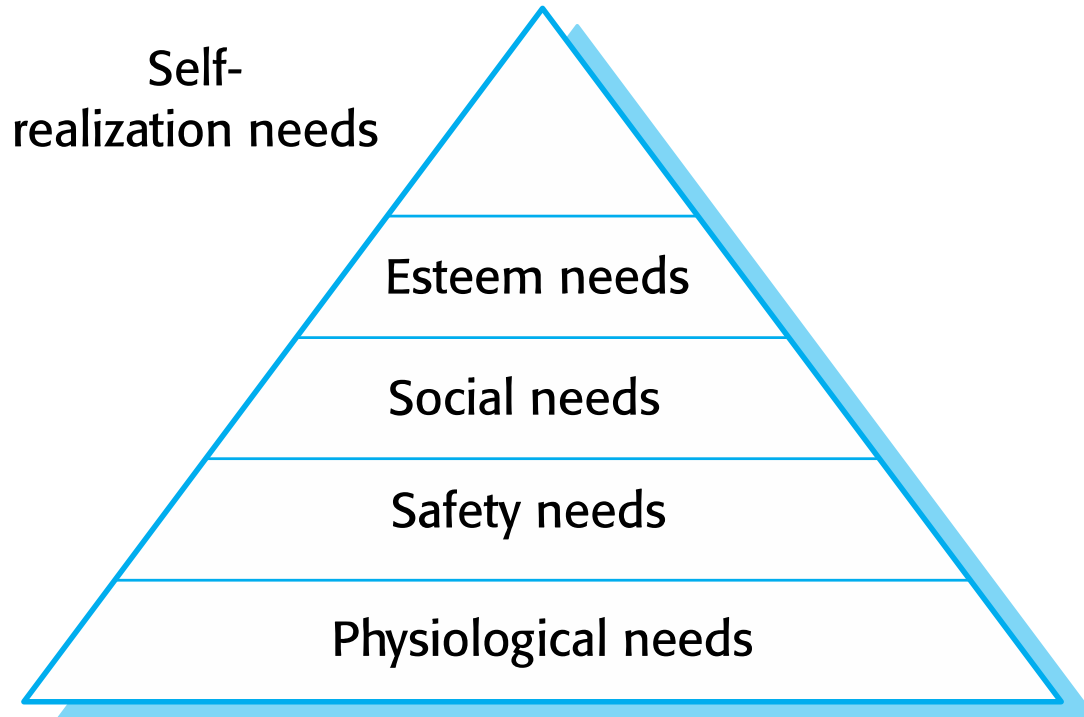 Self-
realization needs
Esteem needs
Social needs
Safety needs
Physiological needs